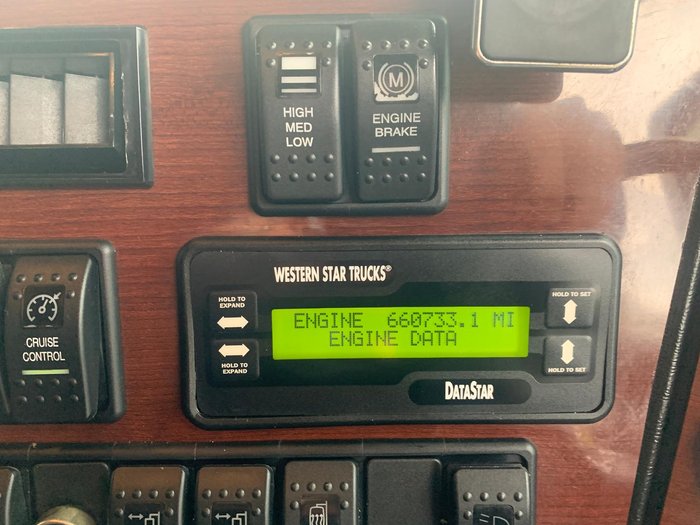 HIGH
MED
LOW
M
ENGINE
BRAKE
WESTERN STAR TRUCKS®
HOLD TO
EXPAND
HOLD TO SET
ENGINE 660733.1 MI
ENGINE DATA
HOLD TO
EXPAND
HOLD TO SET
DATASTAR
CRUISE
CONTROL